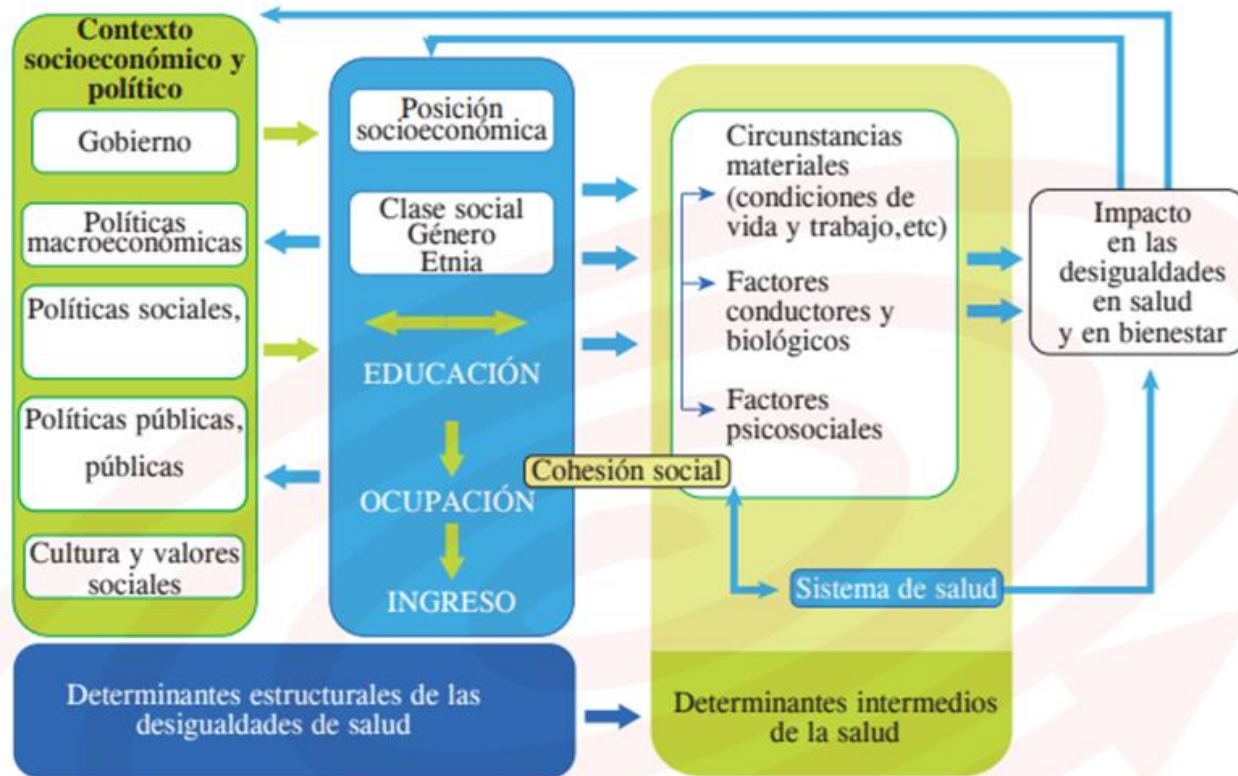 Contexto
socioeconómico y
político
Gobierno
Políticas
macroeconómicas
Políticas sociales,
Políticas públicas,
públicas
Cultura y valores
sociales
Posición
socioeconómica
Clase social
Género
Etnia
EDUCACIÓN
OCUPACIÓN
INGRESO
Cohesión social
Circunstancias
materiales
(condiciones de
vida y trabajo,etc)
Factores
conductores y
biológicos
Factores
psicosociales
Sistema de salud
Impacto
en las
desigualdades
en salud
y en bienestar
Determinantes estructurales de las
desigualdades de salud
Determinantes intermedios
de la salud